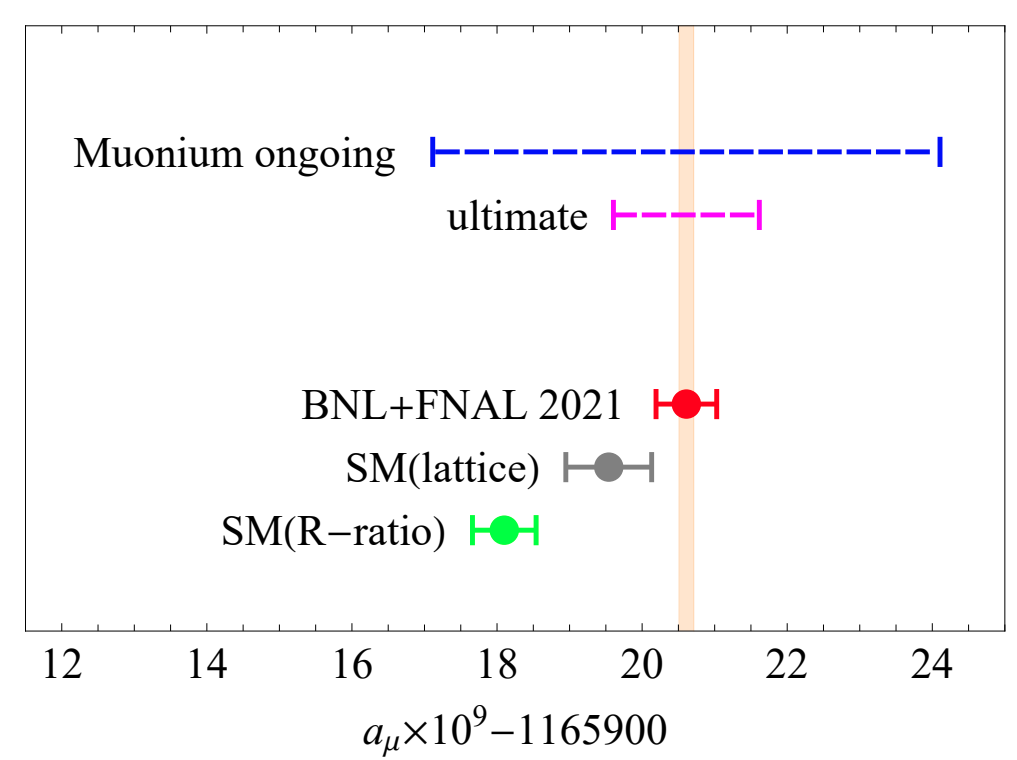 Muonium ongoing
ultimate
BNL+FNAL 2021
SM(lattice)
SM(R−ratio)
12 14 16 18 20 22 24
aμ×10⁹−1165900